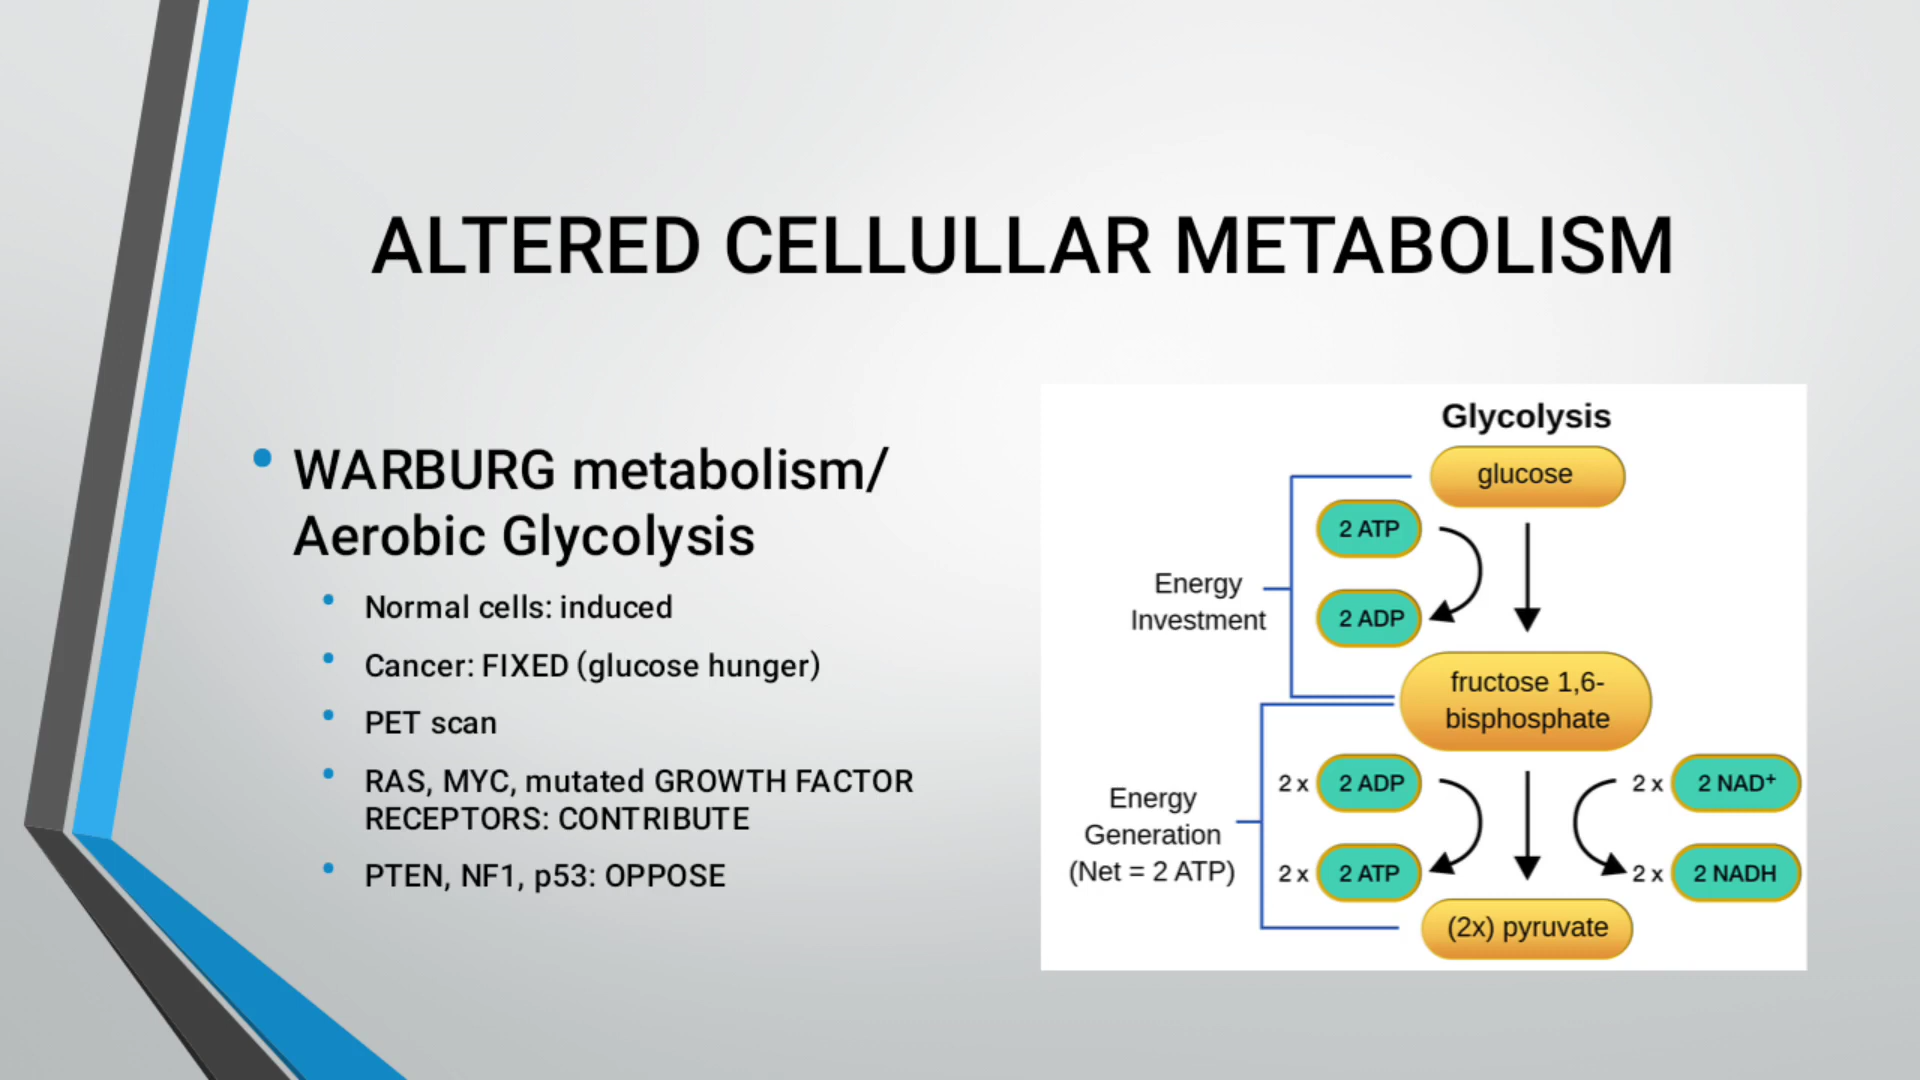 ALTERED CELLULLAR METABOLISM
• WARBURG metabolism/
Aerobic Glycolysis
• Normal cells: induced
• Cancer: FIXED (glucose hunger)
• PET scan
• RAS, MYC, mutated GROWTH FACTOR
RECEPTORS: CONTRIBUTE
• PTEN, NF1, p53: OPPOSE
Glycolysis
glucose
2 ATP
Energy
Investment
2 ADP
fructose 1,6-
bisphosphate
2 x 2 ADP
2 x 2 NAD⁺
Energy
Generation
(Net = 2 ATP)
2 x 2 ATP
2 x 2 NADH
(2x) pyruvate